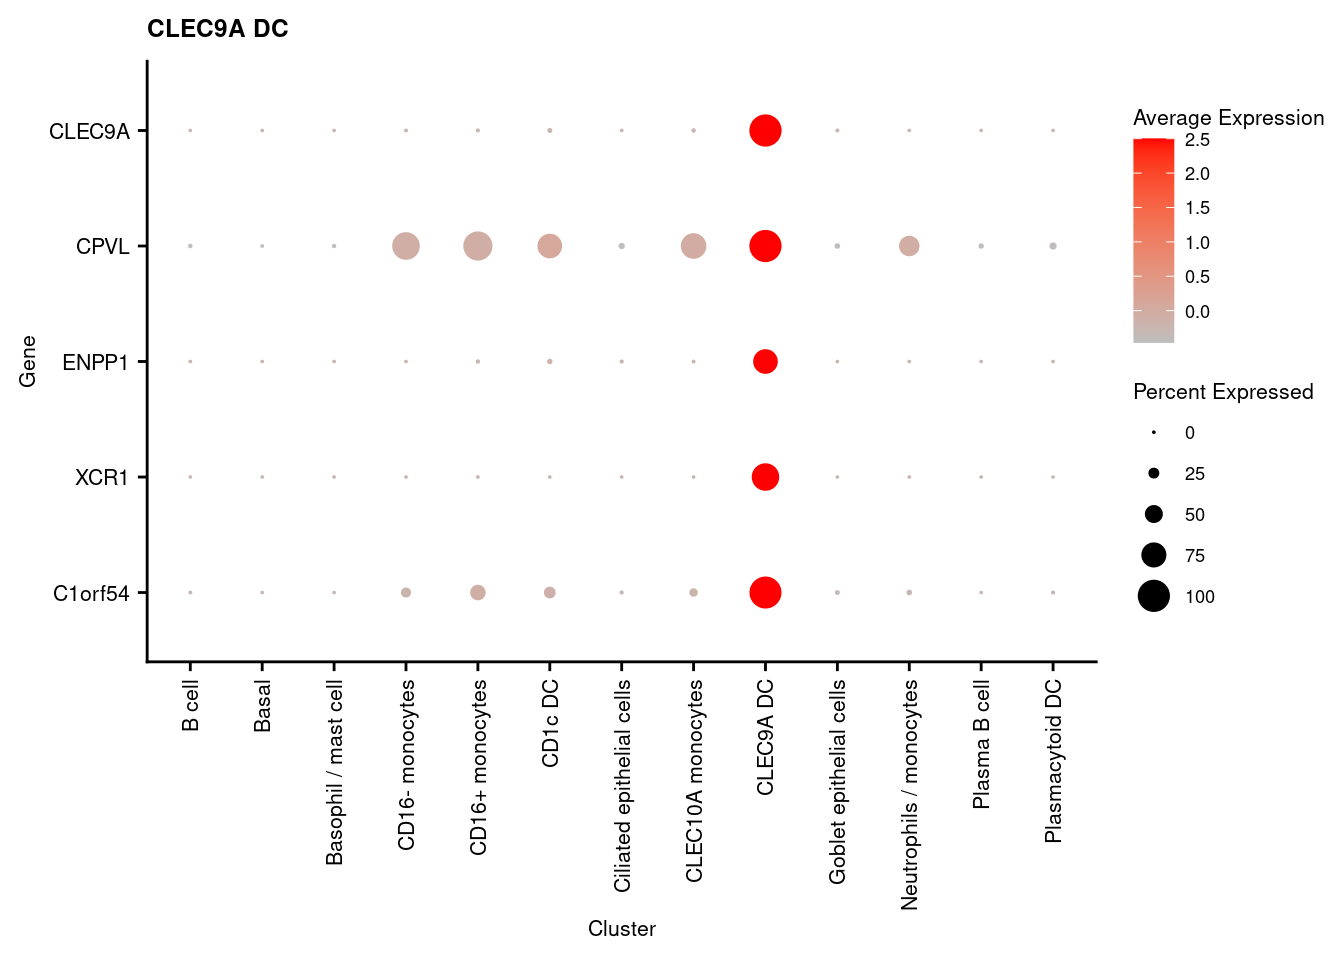 CLEC9A DC
CLEC9A
CPVL
ENPP1
XCR1
C1orf54
Gene
B cell
Basal
Basophil / mast cell
CD16- monocytes
CD16+ monocytes
CD1c DC
Ciliated epithelial cells
CLEC10A monocytes
CLEC9A DC
Goblet epithelial cells
Neutrophils / monocytes
Plasma B cell
Plasmacytoid DC
Cluster
Average Expression
2.5
2.0
1.5
1.0
0.5
0.0
Percent Expressed
0
25
50
75
100